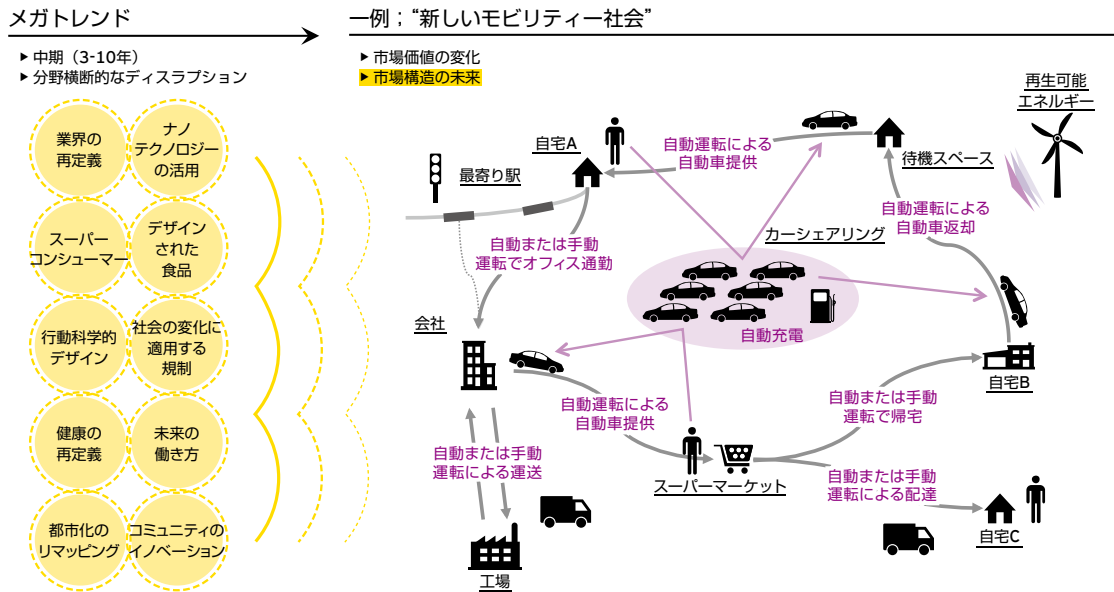 メガトレンド
▶ 中期（3-10年）
▶ 分野横断的なディスラプション
業界の
再定義
ナノ
テクノロジー
の活用
スーパー
コンシューマー
デザイン
された
食品
行動科学的
デザイン
社会の変化に
適用する
規制
健康の
再定義
未来の
働き方
都市化の
リマッピング
コミュニティの
イノベーション
一例；“新しいモビリティー社会”
▶ 市場価値の変化
▶ 市場構造の未来
再生可能
エネルギー
自宅A
自動運転による
自動車提供
待機スペース
最寄り駅
自動運転による
自動車返却
カーシェアリング
自動または手動
運転でオフィス通勤
会社
自動充電
自宅B
自動運転による
自動車提供
自動または手動
運転で帰宅
自動または手動
運転による運送
スーパーマーケット
自動または手動
運転による配達
自宅C
工場